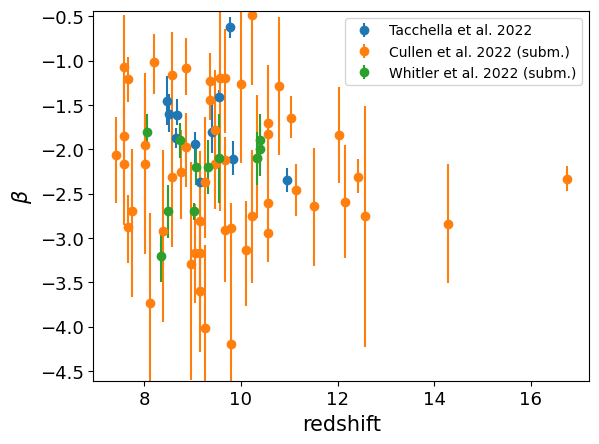 −0.5
−1.0
−1.5
−2.0
−2.5
−3.0
−3.5
−4.0
−4.5
β
8 10 12 14 16
redshift
Tacchella et al. 2022
Cullen et al. 2022 (subm.)
Whitler et al. 2022 (subm.)